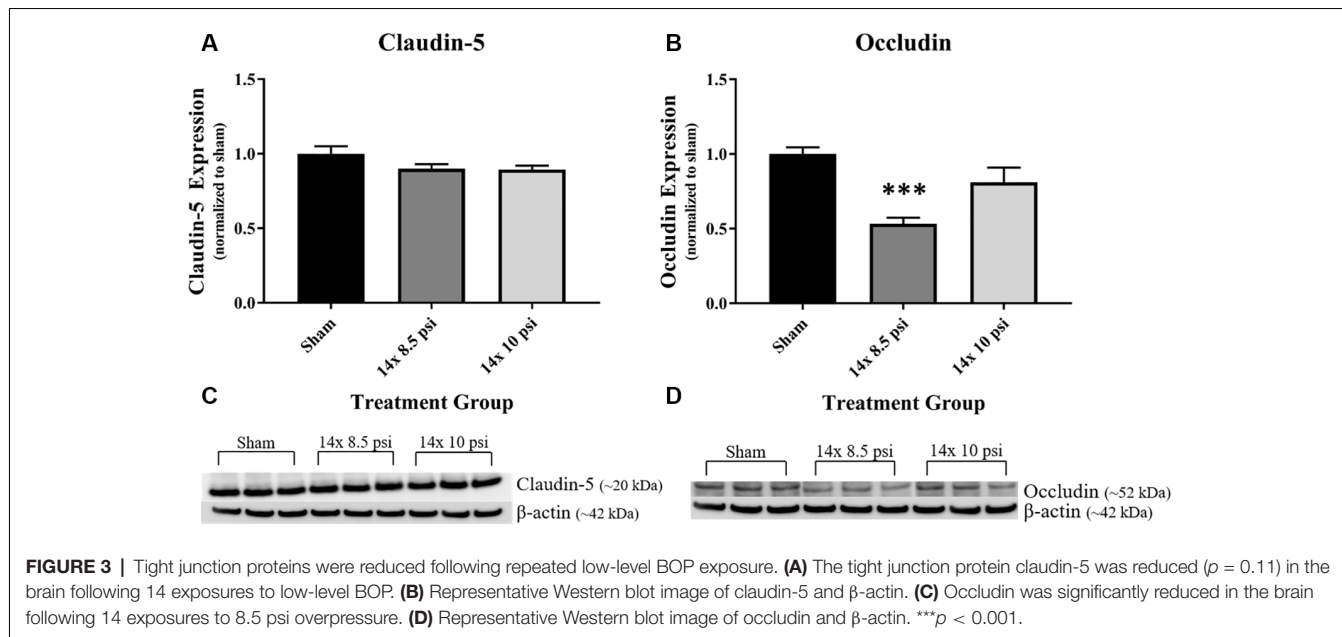 A
Claudin-5
Claudin-5 Expression
(normalized to sham)
1.5
1.0
0.5
0.0
Sham
14x 8.5 psi
14x 10 psi
Treatment Group
B
Occludin
Occludin Expression
(normalized to sham)
1.5
1.0
0.5
0.0
***
Sham
14x 8.5 psi
14x 10 psi
Treatment Group
C
Sham 14x 8.5 psi 14x 10 psi
Claudin-5 (~20 kDa)
β-actin (~42 kDa)
D
Sham 14x 8.5 psi 14x 10 psi
Occludin (~52 kDa)
β-actin (~42 kDa)
FIGURE 3 | Tight junction proteins were reduced following repeated low-level BOP exposure. (A) The tight junction protein claudin-5 was reduced (p = 0.11) in the
brain following 14 exposures to low-level BOP. (B) Representative Western blot image of claudin-5 and β-actin. (C) Occludin was significantly reduced in the brain
following 14 exposures to 8.5 psi overpressure. (D) Representative Western blot image of occludin and β-actin. ***p < 0.001.